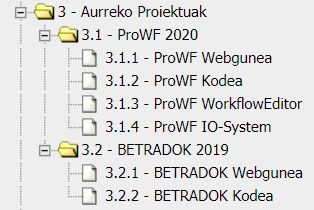 3 - Aurreko Proiektuak
3.1 - ProWF 2020
3.1.1 - ProWF Webgunea
3.1.2 - ProWF Kodea
3.1.3 - ProWF WorkflowEditor
3.1.4 - ProWF IO-System
3.2 - BETRADOK 2019
3.2.1 - BETRADOK Webgunea
3.2.2 - BETRADOK Kodea